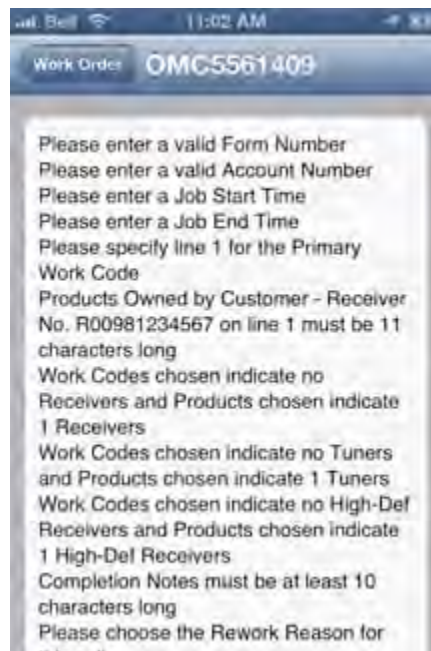 Bell 11:02 AM
Work Order OMC5561409
Please enter a valid Form Number
Please enter a valid Account Number
Please enter a Job Start Time
Please enter a Job End Time
Please specify line 1 for the Primary
Work Code
Products Owned by Customer - Receiver
No. R00981234567 on line 1 must be 11
characters long
Work Codes chosen indicate no
Receivers and Products chosen indicate
1 Receivers
Work Codes chosen indicate no Tuners
and Products chosen indicate 1 Tuners
Work Codes chosen indicate no High-Def
Receivers and Products chosen indicate
1 High-Def Receivers
Completion Notes must be at least 10
characters long
Please choose the Rework Reason for